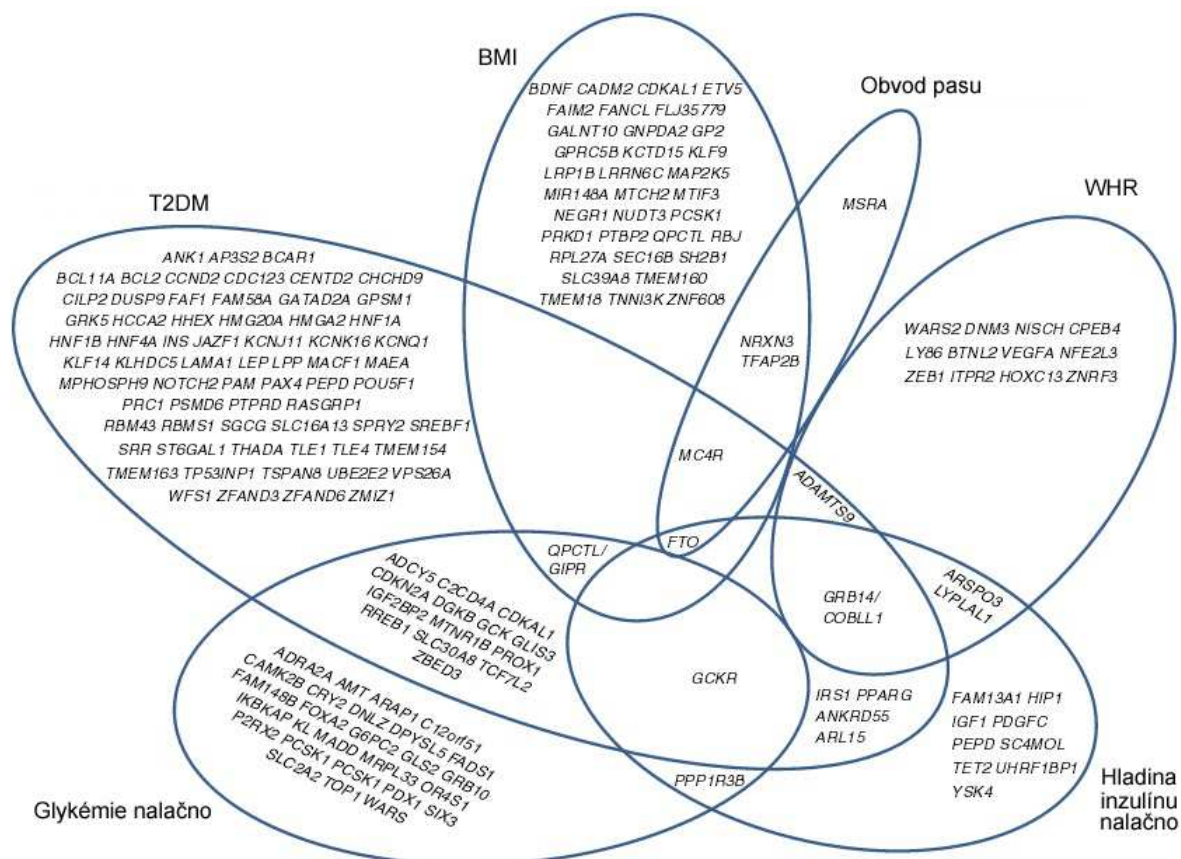 BMI
BDNF CADM2 CDKAL1 ETV5
FAIM2 FANCL FLJ35779
GALNT10 GNPDA2 GP2
GPRC5B KCTD15 KLF9
LRP1B LRRN6C MAP2K5
MIR148A MTCH2 MTIF3
NEGR1 NUDT3 PCSK1
PRKD1 PTBP2 QPCTL RBJ
RPL27A SEC16B SH2B1
SLC39A8 TMEM160
TMEM18 TNNI3K ZNF608
Obvod pasu
MSRA
NRXN3
TFAP2B
MC4R
WHR
WARS2 DNM3 NISCH CPEB4
LY86 BTNL2 VEGFA NFE2L3
ZEB1 ITPR2 HOXC13 ZNRF3
T2DM
ANK1 AP3S2 BCAR1
BCL11A BCL2 CCND2 CDC123 CENTD2 CHCHD9
CILP2 DUSP9 FAF1 FAM58A GATAD2A GPSM1
GRK5 HCCA2 HHEX HMG20A HMGA2 HNF1A
HNF1B HNF4A INS JAZF1 KCNJ11 KCNK16 KCNQ1
KLF14 KLHDC5 LAMA1 LEP LPP MACF1 MAEA
MPHOSPH9 NOTCH2 PAM PAX4 PEPD POU5F1
PRC1 PSMD6 PTPRD RASGRP1
RBM43 RBMS1 SGCG SLC16A13 SPRY2 SREBF1
SRR ST6GAL1 THADA TLE1 TLE4 TMEM154
TMEM163 TP53INP1 TSPAN8 UBE2E2 VPS26A
WFS1 ZFAND3 ZFAND6 ZMIZ1
ADAMTS9
FTO
QPCTL/
GIPR
ADCY5 C2CD4A CDKAL1
CDKN2A DGKB GCK GLIS3
IGF2BP2 MTNR1B PROX1
RREB1 SLC30A8 TCF7L2
ZBED3
GRB14/
COBLL1
ARSPO3
LYPLAL1
GCKR
IRS1 PPARG
ANKRD55
ARL15
FAM13A1 HIP1
IGF1 PDGFC
PEPD SC4MOL
TET2 UHRF1BP1
YSK4
ADRA2A AMT ARAP1 C12orf51
CAMK2B CRY2 DNLZ DPYSL5 FADS1
FAM148B FOXA2 G6PC2 GLS2 GRB10
IKBKAP KL MADD MRPL33 OR4S1
P2RX2 PCSK1 PCSK1 PDX1 SIX3
SLC2A2 TOP1 WARS
PPP1R3B
Glykémie nalačno
Hladina
inzulínu
nalačno